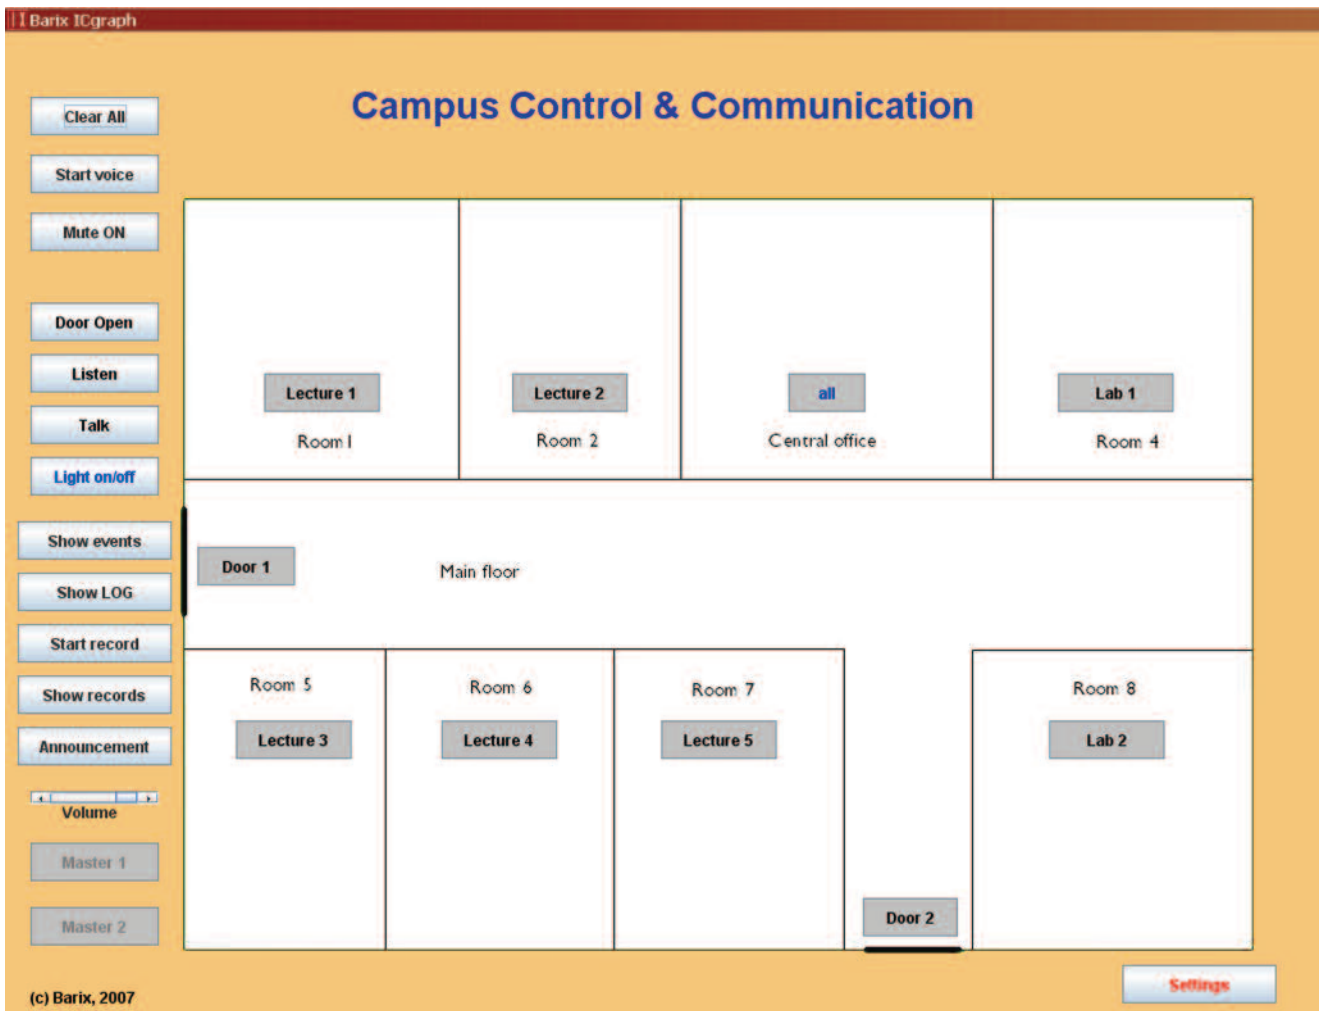 Barix ICgraph
Campus Control & Communication
Clear All
Start voice
Mute ON
Door Open
Listen
Talk
Light on/off
Show events
Show LOG
Start record
Show records
Announcement
Volume
Master 1
Master 2
(c) Barix, 2007
Lecture 1
Room 1
Lecture 2
Room 2
all
Central office
Lab 1
Room 4
Door 1
Main floor
Room 5
Lecture 3
Room 6
Lecture 4
Room 7
Lecture 5
Room 8
Lab 2
Door 2
Settings